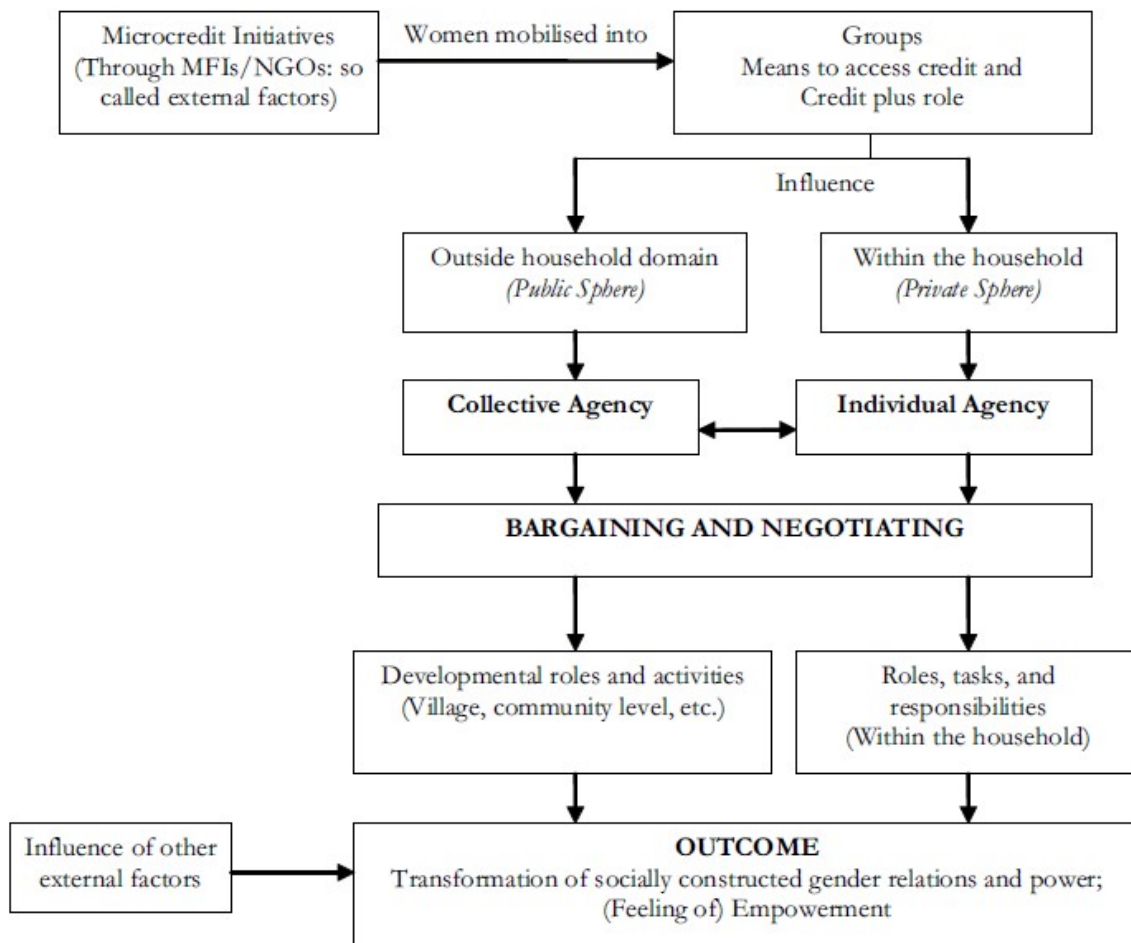 Microcredit Initiatives
(Through MFIs/NGOs: so
called external factors)
Women mobilised into
Groups
Means to access credit and
Credit plus role
Influence
Outside household domain
(Public Sphere)
Within the household
(Private Sphere)
Collective Agency
Individual Agency
BARGAINING AND NEGOTIATING
Developmental roles and activities
(Village, community level, etc.)
Roles, tasks, and
responsibilities
(Within the household)
Influence of other
external factors
OUTCOME
Transformation of socially constructed gender relations and power;
(Feeling of) Empowerment